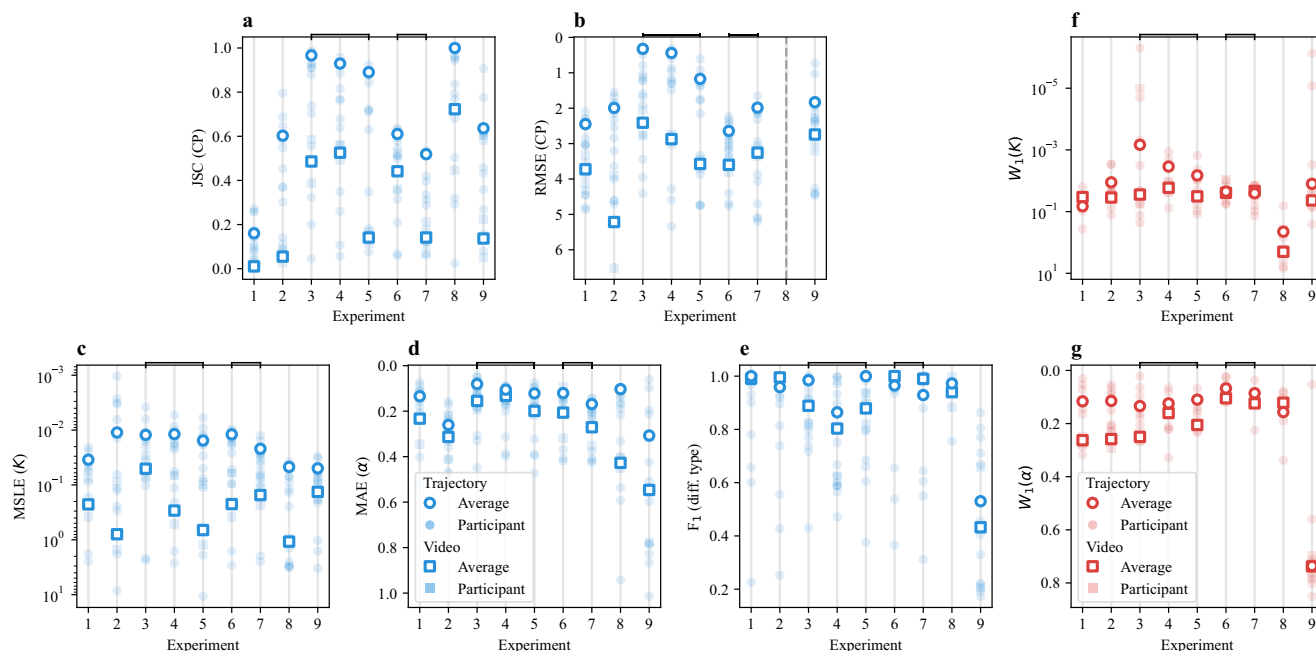 a
JSC (CP)
1.0
0.8
0.6
0.4
0.2
0.0
1 2 3 4 5 6 7 8 9
Experiment
b
RMSE (CP)
0
1
2
3
4
5
6
1 2 3 4 5 6 7 8 9
Experiment
f
W₁(K)
10⁻⁵
10⁻³
10⁻¹
10¹
1 2 3 4 5 6 7 8 9
Experiment
c
MSLE (K)
10⁻³
10⁻²
10⁻¹
10⁰
10¹
1 2 3 4 5 6 7 8 9
Experiment
d
MAE (α)
0.0
0.2
0.4
0.6
0.8
1.0
Trajectory
Average
Participant
Video
Average
Participant
1 2 3 4 5 6 7 8 9
Experiment
e
F₁ (diff. type)
1.0
0.8
0.6
0.4
0.2
1 2 3 4 5 6 7 8 9
Experiment
g
W₁(α)
0.0
0.2
0.4
0.6
0.8
Trajectory
Average
Participant
Video
Average
Participant
1 2 3 4 5 6 7 8 9
Experiment